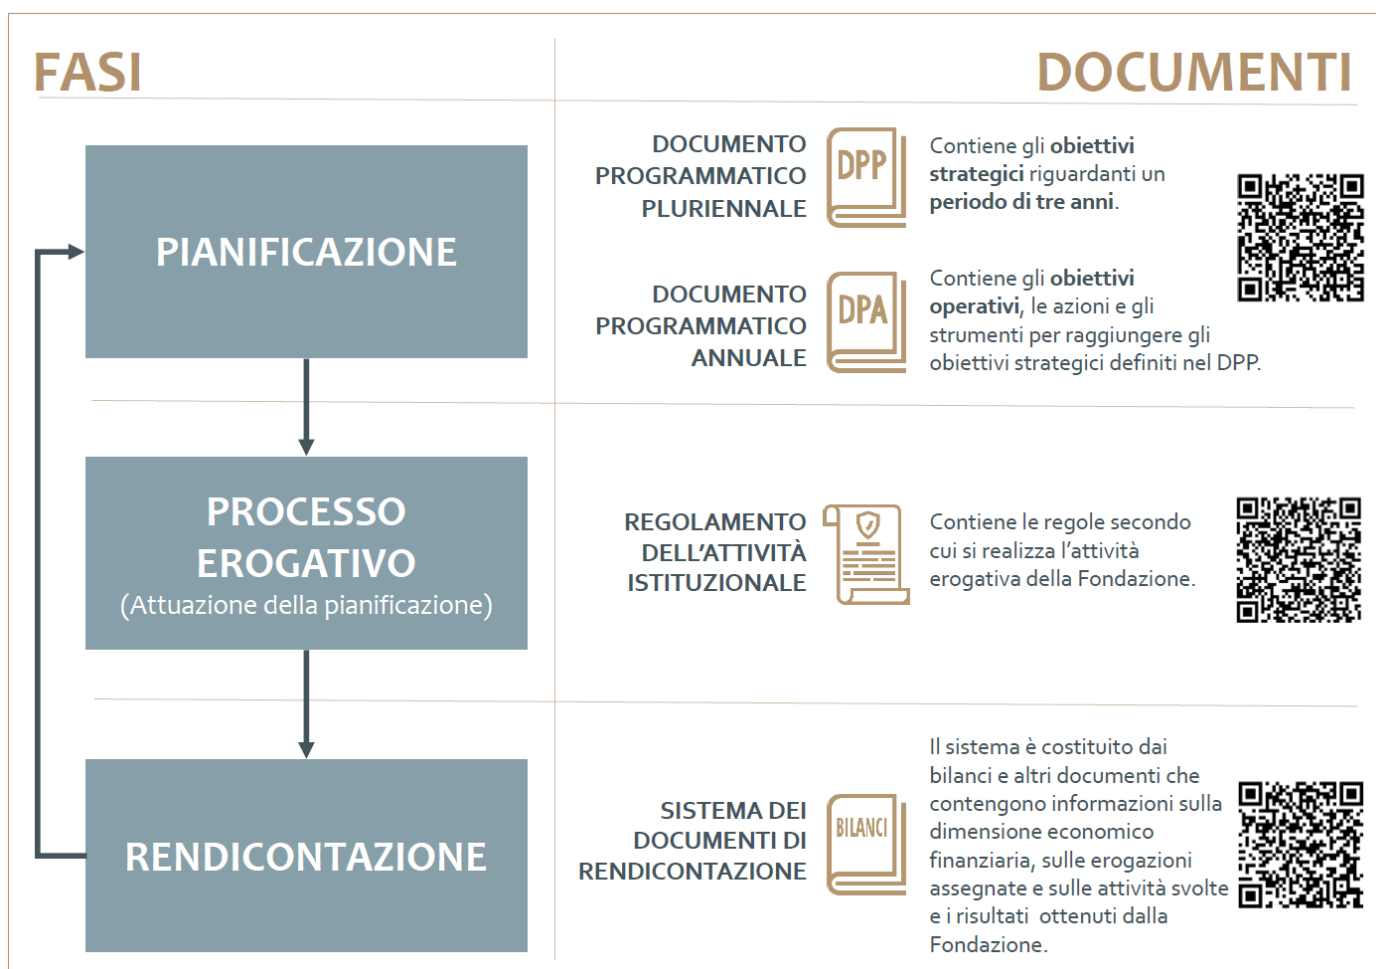 FASI
DOCUMENTI
PIANIFICAZIONE
DOCUMENTO
PROGRAMMATICO
PLURIENNALE
DPP
Contiene gli obiettivi
strategici riguardanti un
periodo di tre anni.
DOCUMENTO
PROGRAMMATICO
ANNUALE
DPA
Contiene gli obiettivi
operativi, le azioni e gli
strumenti per raggiungere gli
obiettivi strategici definiti nel DPP.
PROCESSO
EROGATIVO
(Attuazione della pianificazione)
REGOLAMENTO
DELL'ATTIVITÀ
ISTITUZIONALE
Contiene le regole secondo
cui si realizza l'attività
erogativa della Fondazione.
RENDICONTAZIONE
SISTEMA DEI
DOCUMENTI DI
RENDICONTAZIONE
BILANCI
Il sistema è costituito dai
bilanci e altri documenti che
contengono informazioni sulla
dimensione economico
finanziaria, sulle erogazioni
assegnate e sulle attività svolte
e i risultati ottenuti dalla
Fondazione.